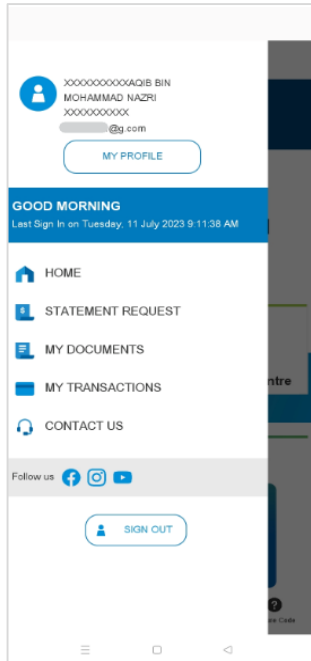 XXXXXXXXXXAQIB BIN
MOHAMMAD NAZRI
XXXXXXXXXX
@g.com
MY PROFILE
GOOD MORNING
Last Sign In on Tuesday, 11 July 2023 9:11:38 AM
HOME
STATEMENT REQUEST
MY DOCUMENTS
ntre
MY TRANSACTIONS
CONTACT US
Follow us
SIGN OUT
Code